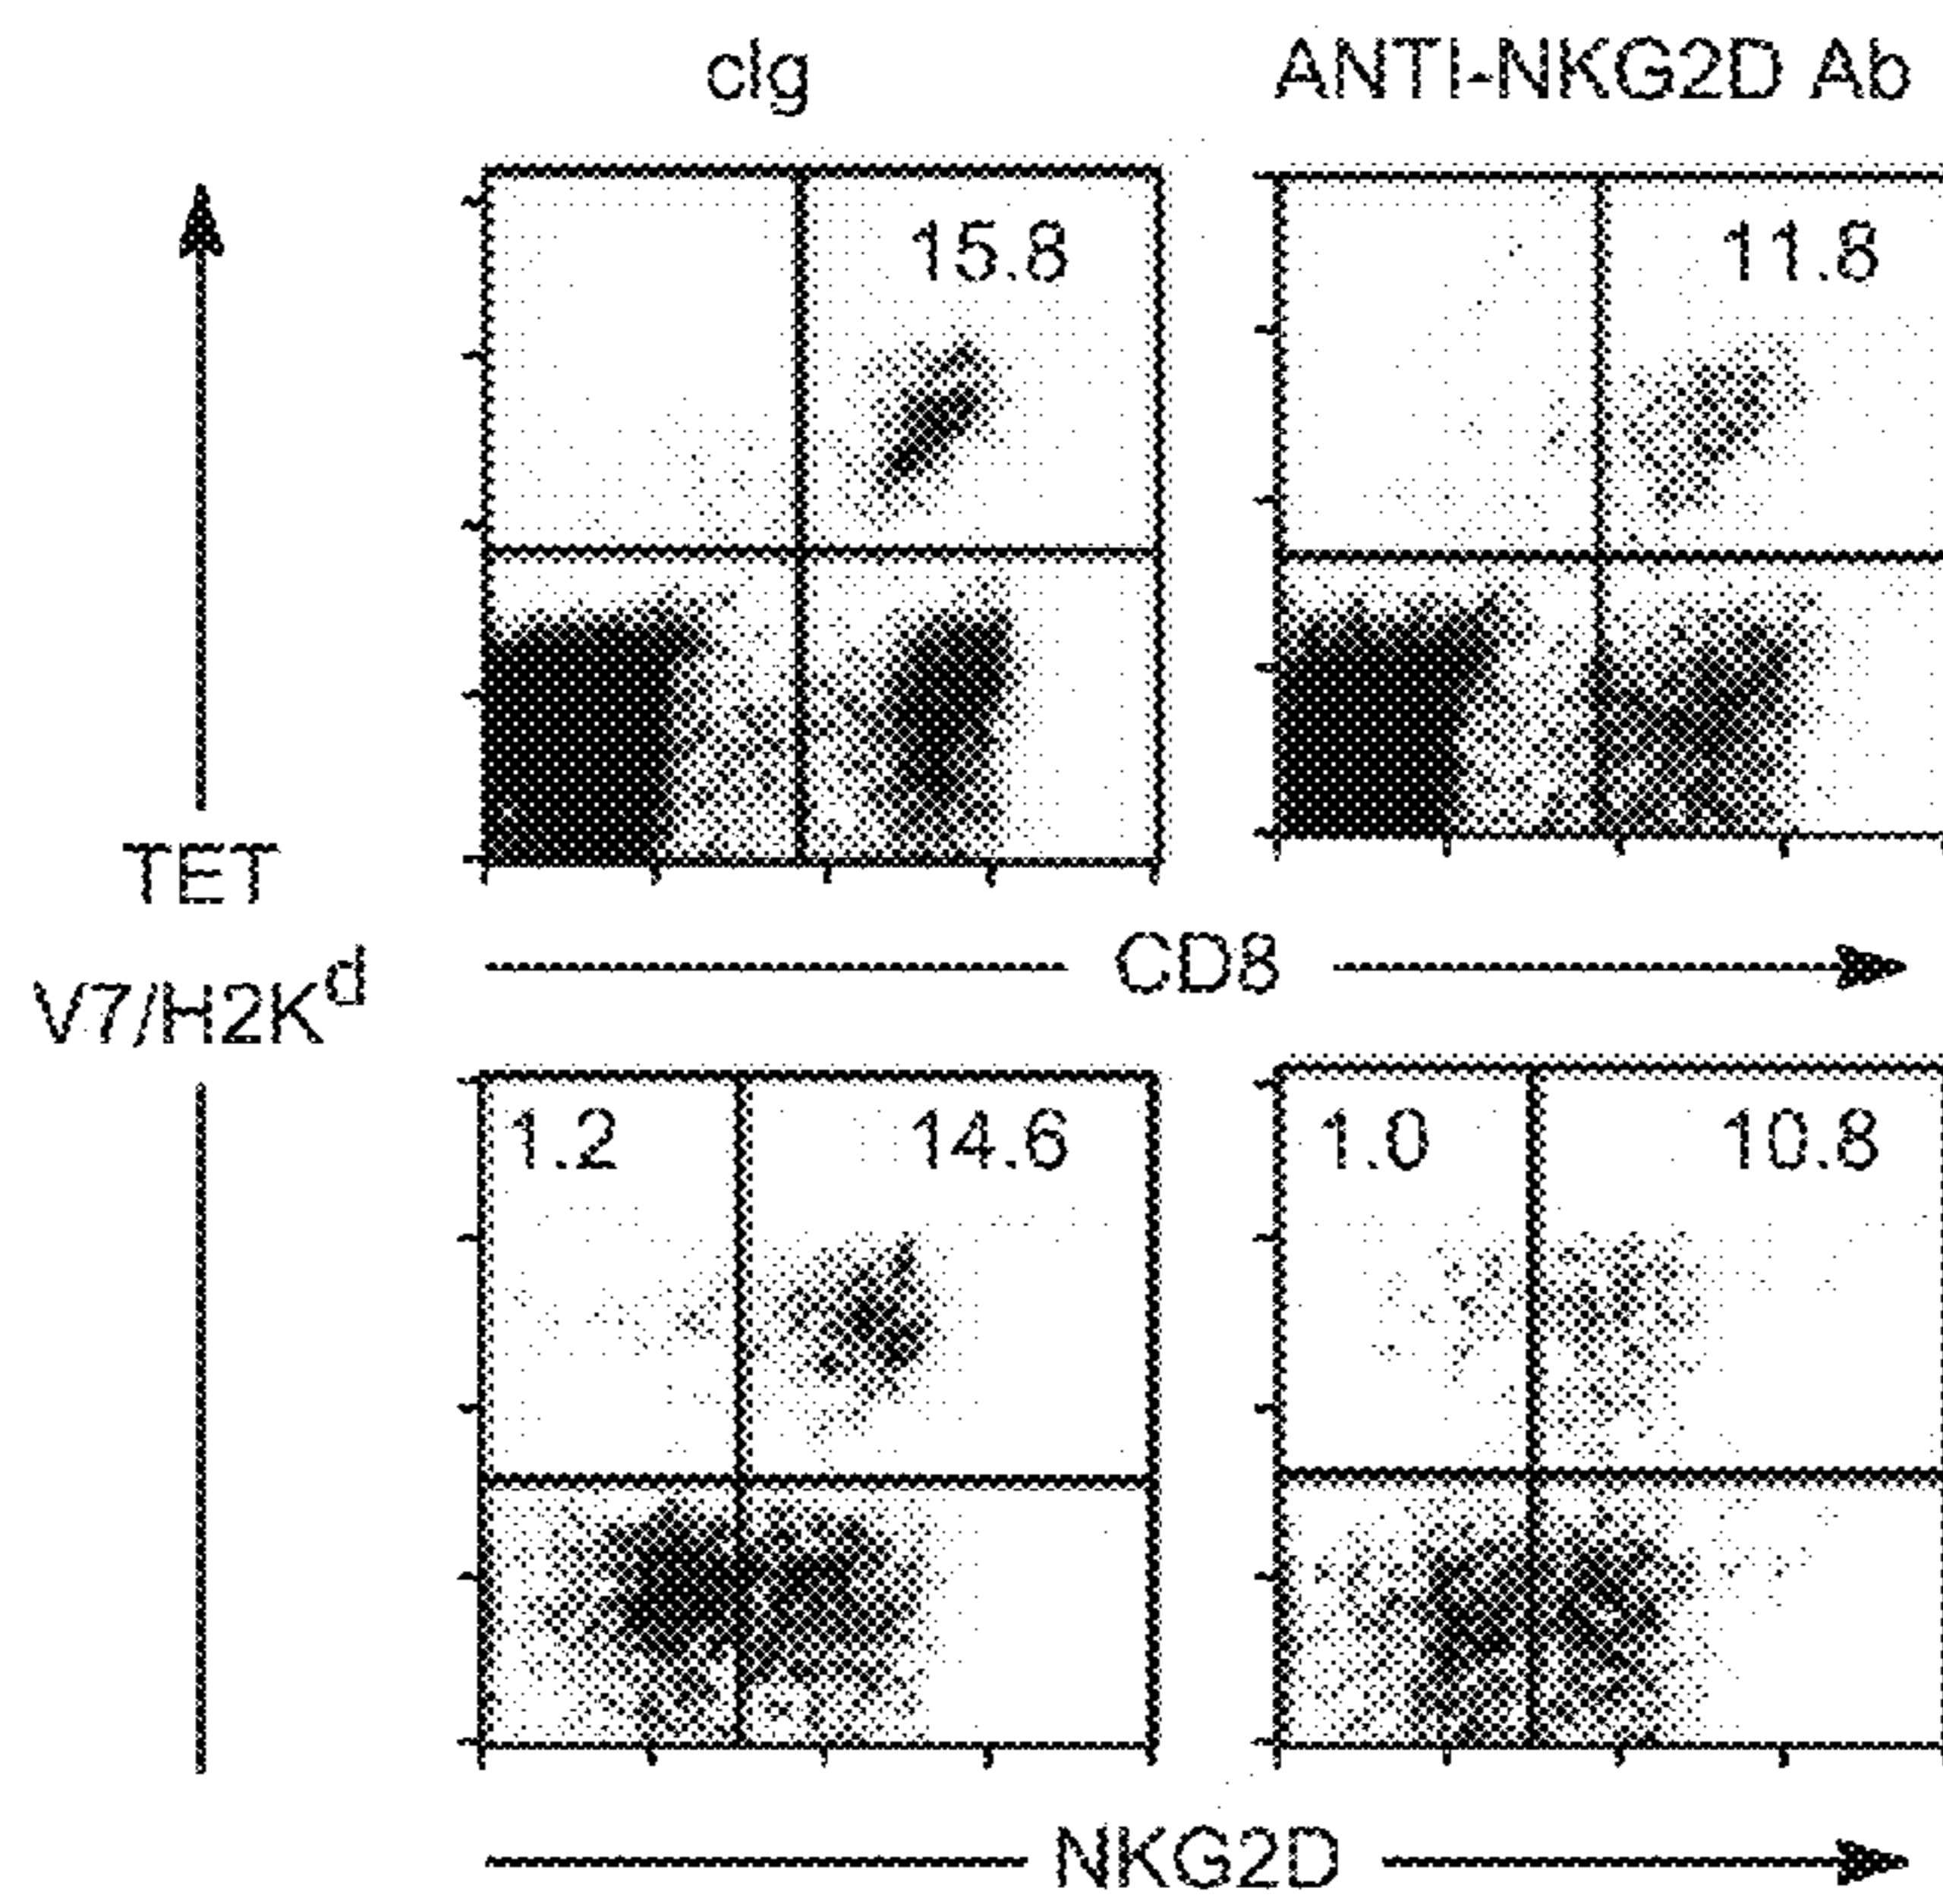 cIg ANTI-NKG2D Ab
15.8 11.8
TET
V7/H2Kᵈ
CD8
1.2 14.6 1.0 10.8
NKG2D